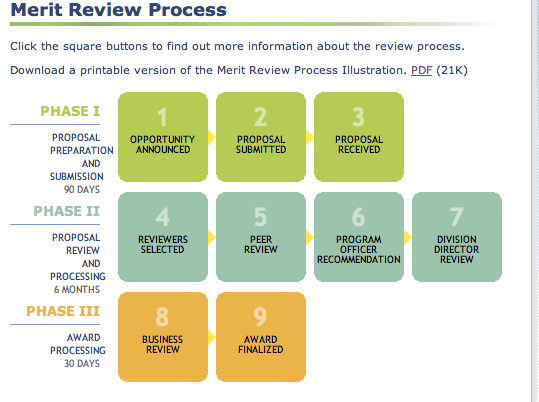 Merit Review Process
Click the square buttons to find out more information about the review process.
Download a printable version of the Merit Review Process Illustration. PDF (21K)
PHASE I
PROPOSAL
PREPARATION
AND
SUBMISSION
90 DAYS
1
OPPORTUNITY
ANNOUNCED
2
PROPOSAL
SUBMITTED
3
PROPOSAL
RECEIVED
PHASE II
PROPOSAL
REVIEW
AND
PROCESSING
6 MONTHS
4
REVIEWERS
SELECTED
5
PEER
REVIEW
6
PROGRAM
OFFICER
RECOMMENDATION
7
DIVISION
DIRECTOR
REVIEW
PHASE III
AWARD
PROCESSING
30 DAYS
8
BUSINESS
REVIEW
9
AWARD
FINALIZED